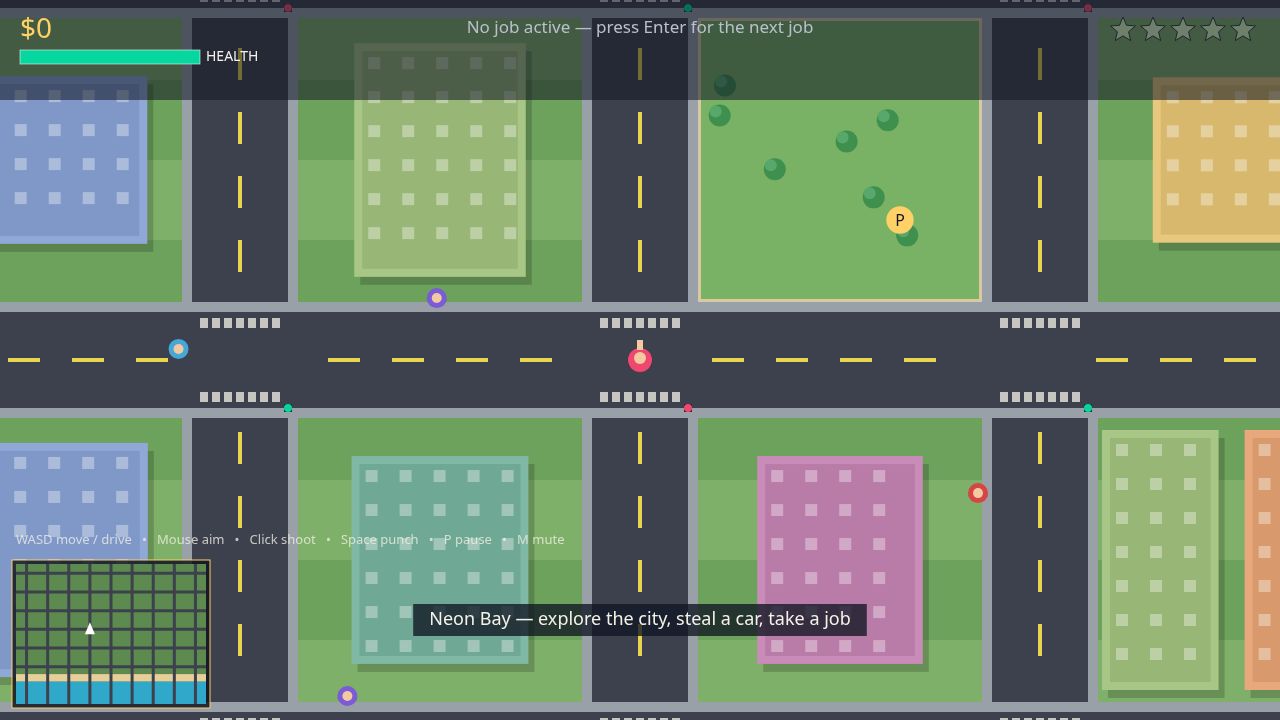 $0
No job active — press Enter for the next job
HEALTH
P
WASD move / drive • Mouse aim • Click shoot • Space punch • P pause • M mute
Neon Bay — explore the city, steal a car, take a job